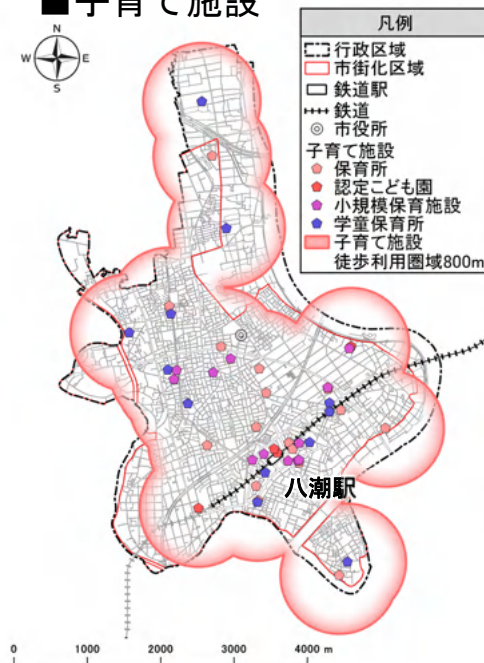 ■子育て施設
N
W
E
S
凡例
行政区域
市街化区域
鉄道駅
鉄道
市役所
子育て施設
保育所
認定こども園
小規模保育施設
学童保育所
子育て施設
徒歩利用圏域800m
八潮駅
0 1000 2000 3000 4000 m